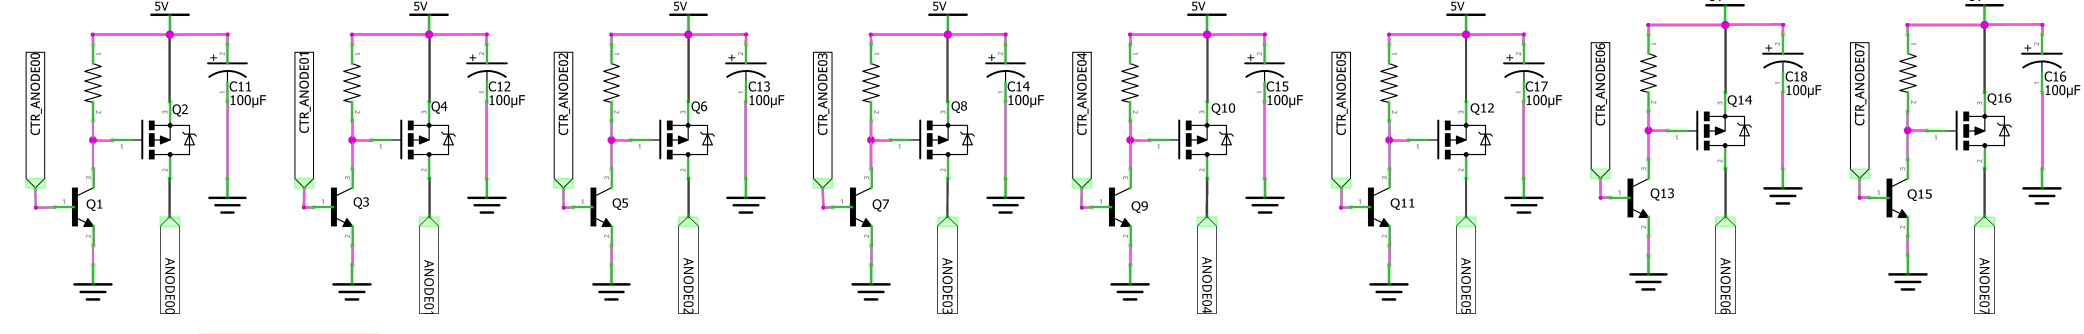 5V
CTR_ANODE00
C11
100µF
Q2
Q1
ANODE00
5V
CTR_ANODE01
C12
100µF
Q4
Q3
ANODE01
5V
CTR_ANODE02
C13
100µF
Q6
Q5
ANODE02
5V
CTR_ANODE03
C14
100µF
Q8
Q7
ANODE03
5V
CTR_ANODE04
C15
100µF
Q10
Q9
ANODE04
5V
CTR_ANODE05
C17
100µF
Q12
Q11
ANODE05
CTR_ANODE06
C18
100µF
Q14
Q13
ANODE06
CTR_ANODE07
C16
100µF
Q16
Q15
ANODE07